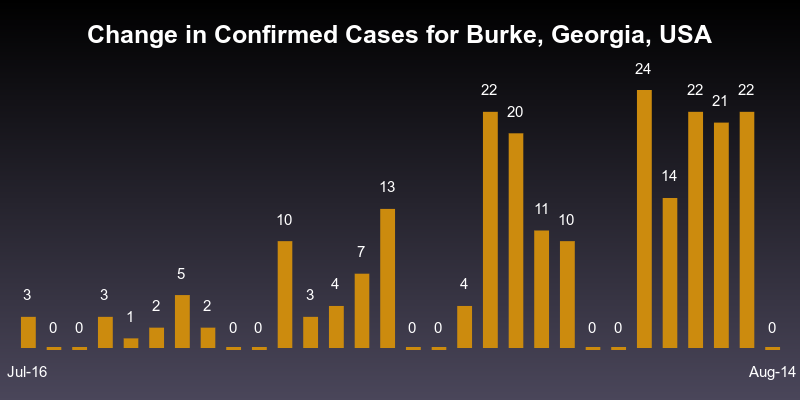 Change in Confirmed Cases for Burke, Georgia, USA
3 0 0 3 1 2 5 2 0 0 10 3 4 7 13 0 0 4 22 20 11 10 0 0 24 14 22 21 22 0
Jul-16 Aug-14